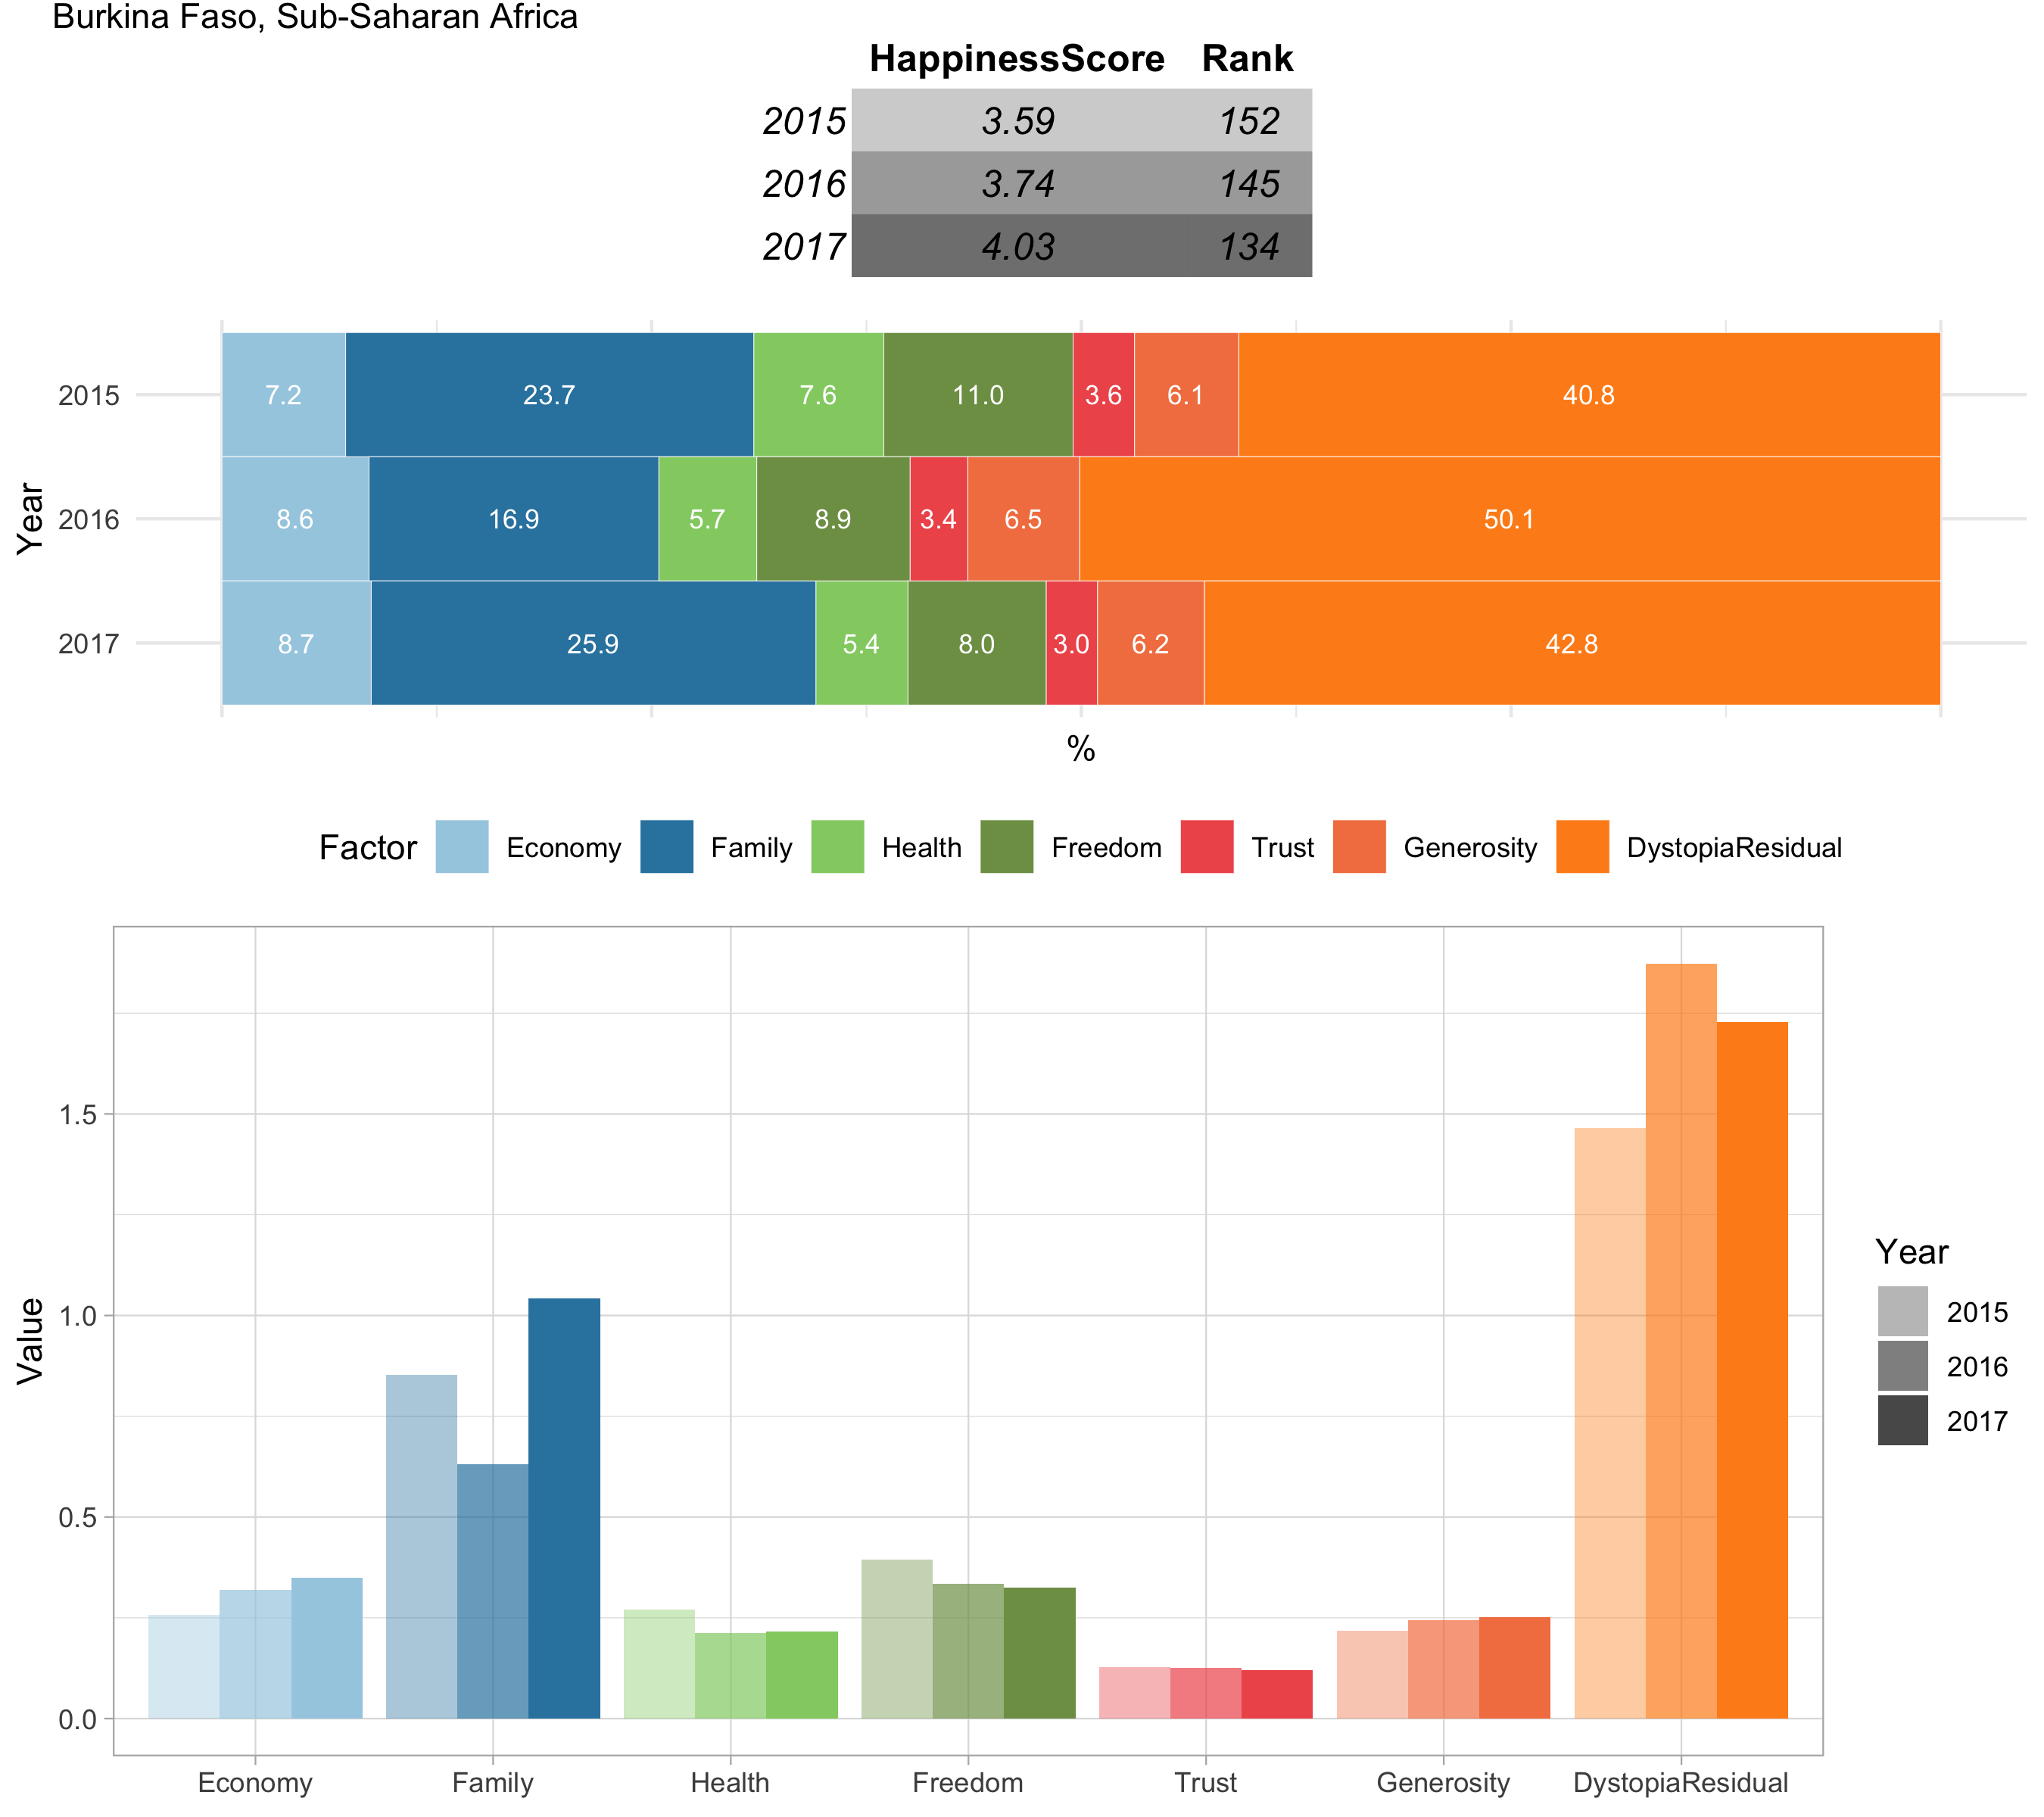 Burkina Faso, Sub-Saharan Africa
HappinessScore Rank
2015 3.59 152
2016 3.74 145
2017 4.03 134
Year
2015 7.2 23.7 7.6 11.0 3.6 6.1 40.8
2016 8.6 16.9 5.7 8.9 3.4 6.5 50.1
2017 8.7 25.9 5.4 8.0 3.0 6.2 42.8
%
Factor Economy Family Health Freedom Trust Generosity DystopiaResidual
Value
1.5
1.0
0.5
0.0
Economy Family Health Freedom Trust Generosity DystopiaResidual
Year
2015
2016
2017